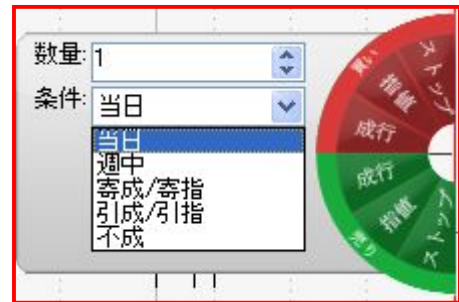 数量: 1
条件: 当日
当日
週中
寄成/寄指
引成/引指
不成
買い
ストップ
指値
成行
成行
指値
ストップ
売り